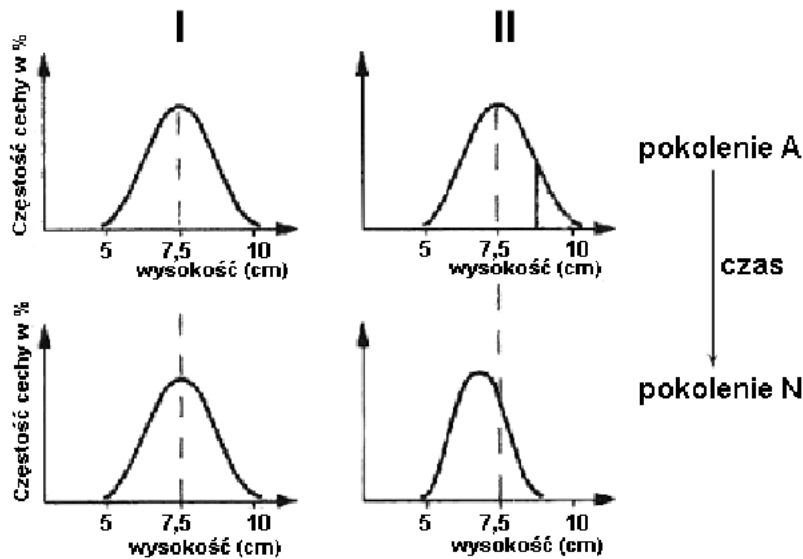 I
II
Częstość cechy w %
5 7,5 10
wysokość (cm)
5 7,5 10
wysokość (cm)
pokolenie A
czas
Częstość cechy w %
5 7,5 10
wysokość (cm)
5 7,5 10
wysokość (cm)
pokolenie N